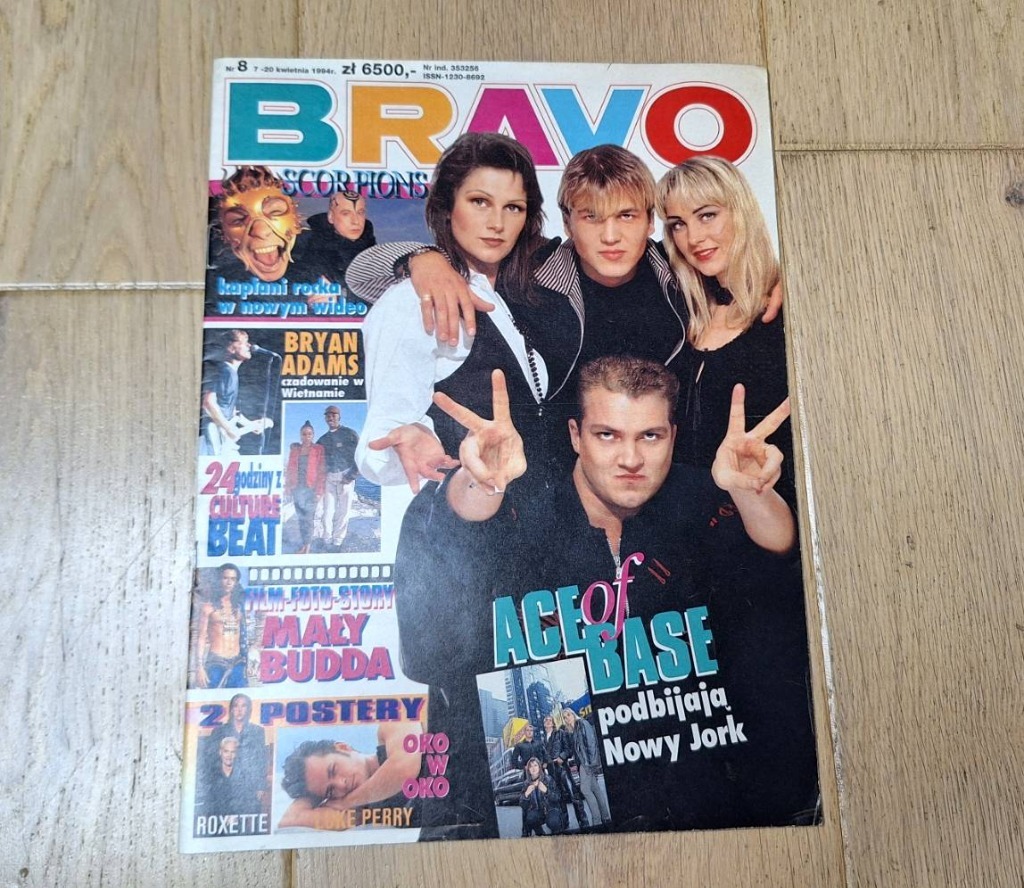 Nr 8 7 -20 kwietnia 1994r. zł 6500,- Nr ind. 353256
ISSN-1230-8692
BRAVO
SCORPIONS
kapłani rocka
w nowym wideo
BRYAN
ADAMS
czadowanie w
Wietnamie
24 godziny z
CULTURE
BEAT
FILM-FOTO-STORY
MAŁY
BUDDA
2 POSTERY
OKO
W
OKO
ROXETTE
LUKE PERRY
ACE of
BASE
podbijają
Nowy Jork